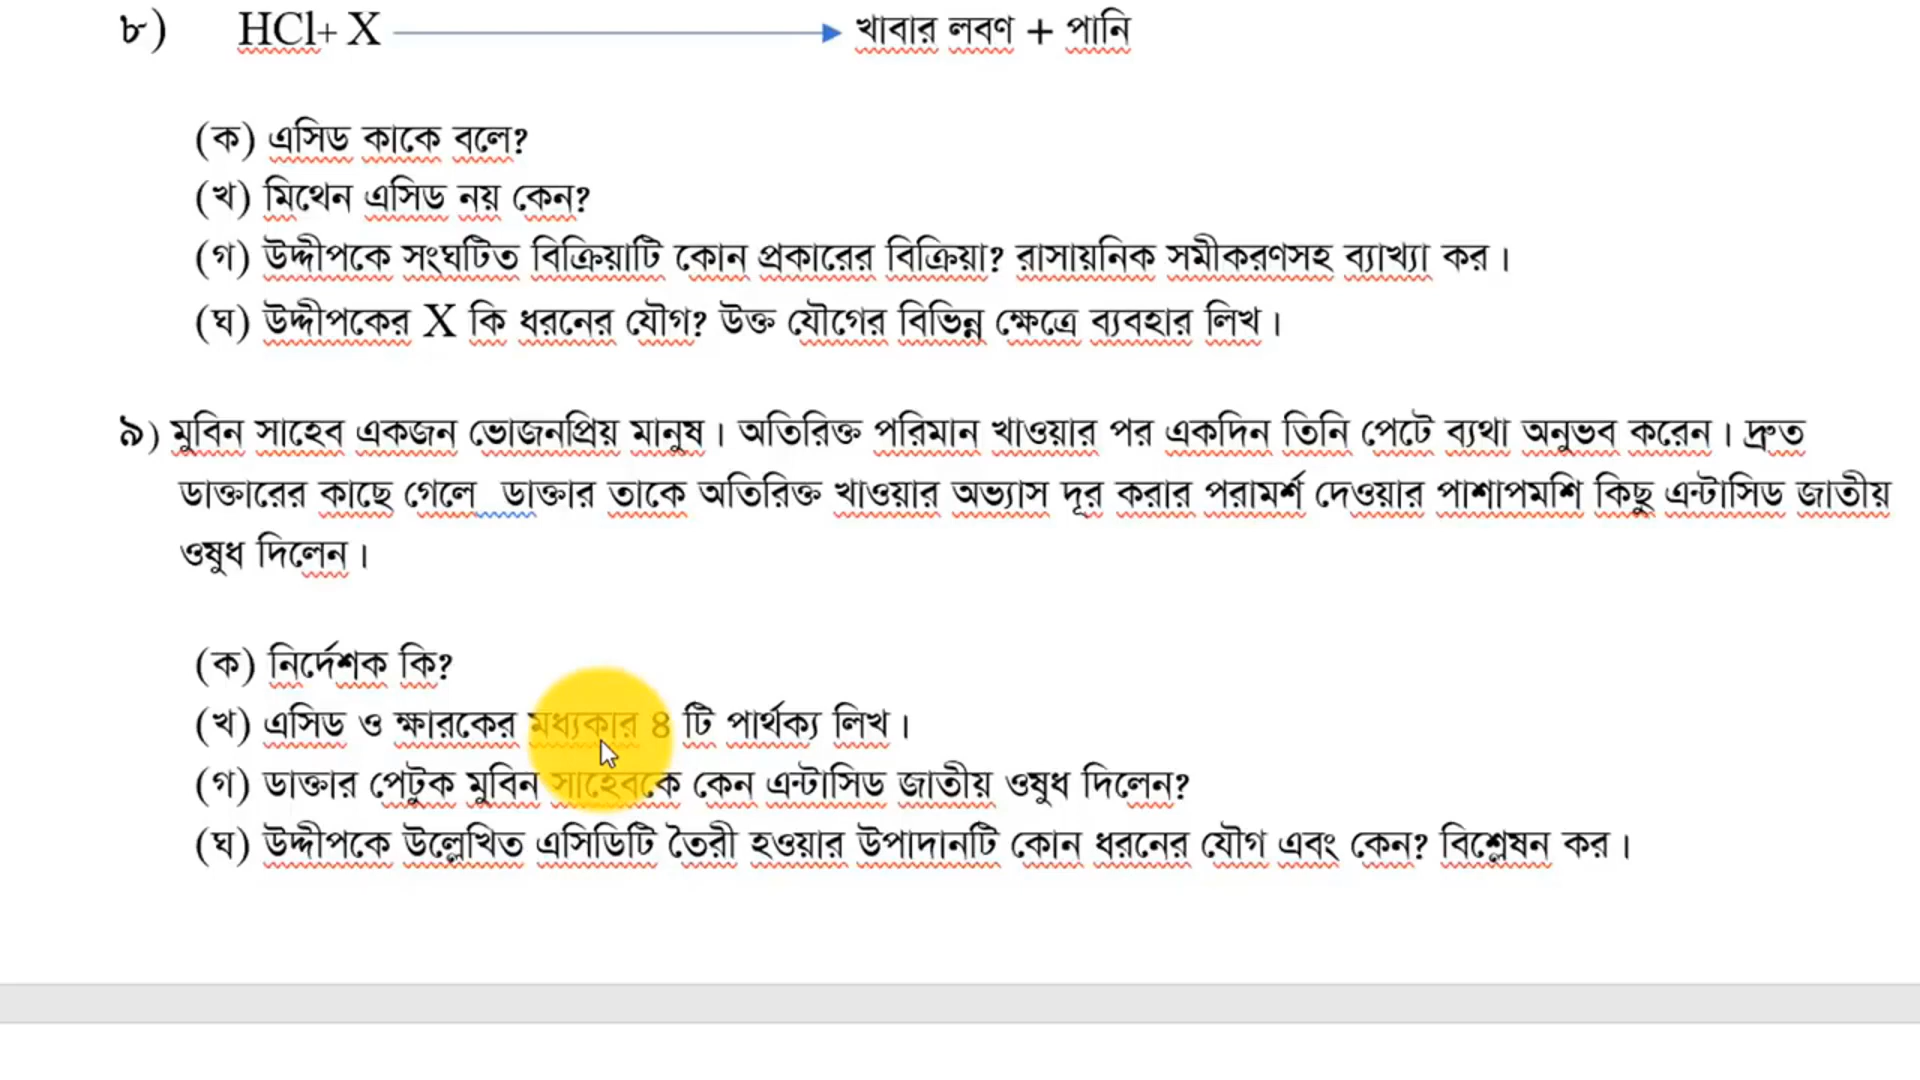 ৮) HCl+ X → খাবার লবণ + পানি
(ক) এসিড কাকে বলে?
(খ) মিথেন এসিড নয় কেন?
(গ) উদ্দীপকে সংঘটিত বিক্রিয়াটি কোন প্রকারের বিক্রিয়া? রাসায়নিক সমীকরণসহ ব্যাখ্যা কর।
(ঘ) উদ্দীপকের X কি ধরনের যৌগ? উক্ত যৌগের বিভিন্ন ক্ষেত্রে ব্যবহার লিখ।
৯) মুবিন সাহেব একজন ভোজনপ্রিয় মানুষ। অতিরিক্ত পরিমান খাওয়ার পর একদিন তিনি পেটে ব্যথা অনুভব করেন। দ্রুত
ডাক্তারের কাছে গেলে ডাক্তার তাকে অতিরিক্ত খাওয়ার অভ্যাস দূর করার পরামর্শ দেওয়ার পাশাপমশি কিছু এন্টাসিড জাতীয়
ওষুধ দিলেন।
(ক) নির্দেশক কি?
(খ) এসিড ও ক্ষারকের মধ্যকার ৪ টি পার্থক্য লিখ।
(গ) ডাক্তার পেটুক মুবিন সাহেবকে কেন এন্টাসিড জাতীয় ওষুধ দিলেন?
(ঘ) উদ্দীপকে উল্লেখিত এসিডিটি তৈরী হওয়ার উপাদানটি কোন ধরনের যৌগ এবং কেন? বিশ্লেষন কর।